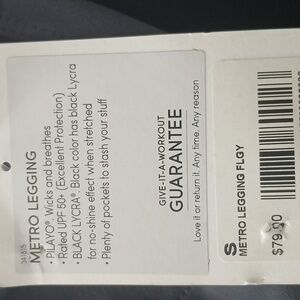 341815
METRO LEGGING
• PILAYO®. Wicks and breathes
• Rated UPF 50+ (Excellent Protection)
• BLACK LYCRA®. Black color has black Lycra
for no-shine effect when stretched
• Plenty of pockets to stash your stuff
GIVE-IT-A-WORKOUT
GUARANTEE
Love it or return it. Any time. Any reason
S
METRO LEGGING FLGY
$79.00